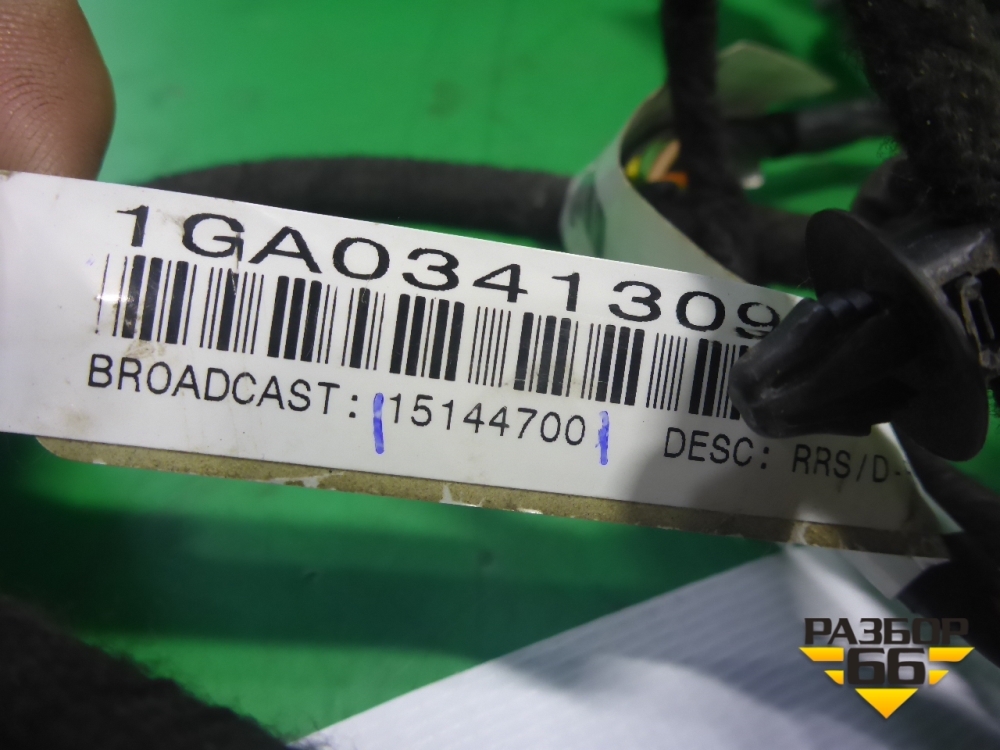 1GA0341309
BROADCAST: 15144700 DESC: RRS/D-
РАЗБОР
66